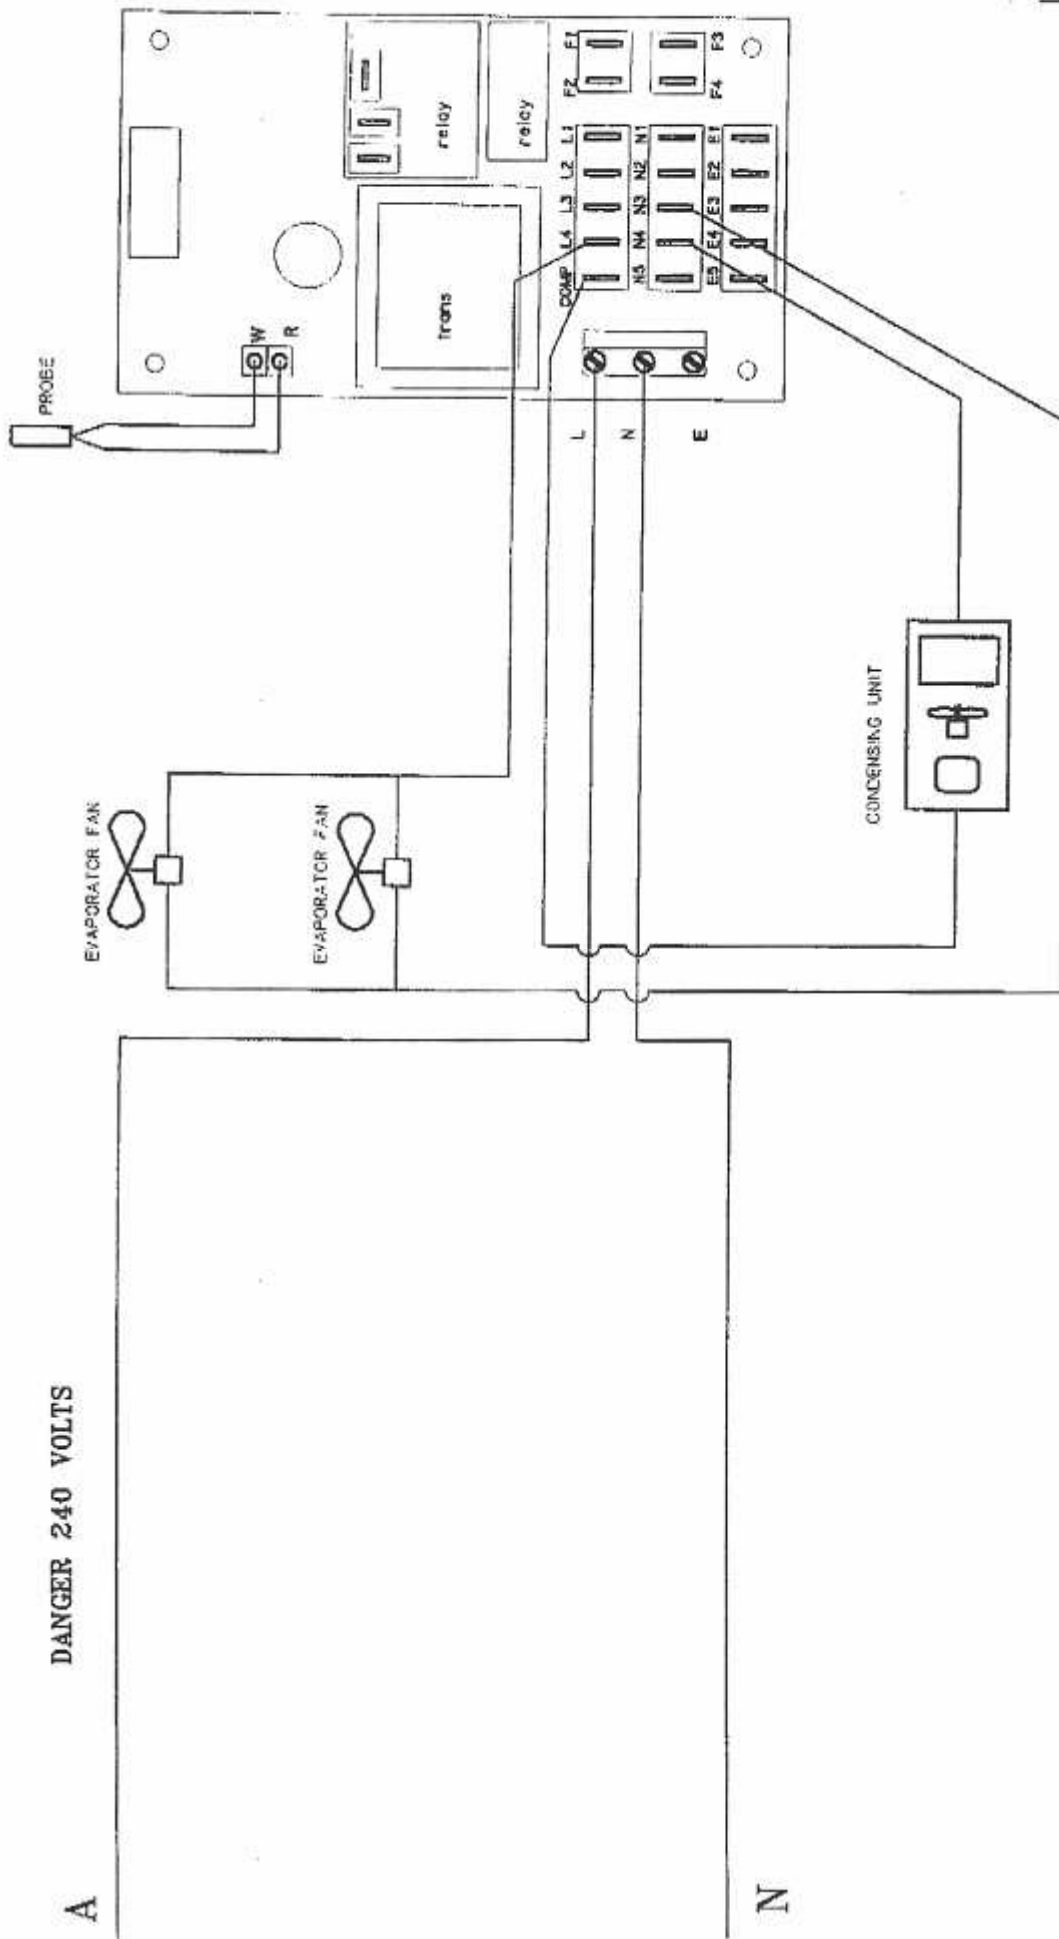 DANGER 240 VOLTS
A
N
EVAPORATOR FAN
EVAPORATOR FAN
PROBE
W
R
trans
relay
relay
CONDENSING UNIT
L
N
E
COMP L4 L3 L2 L1 F2 F1
N5 N4 N3 N2 N1
E5 E4 E3 E2 E1 F4 F3